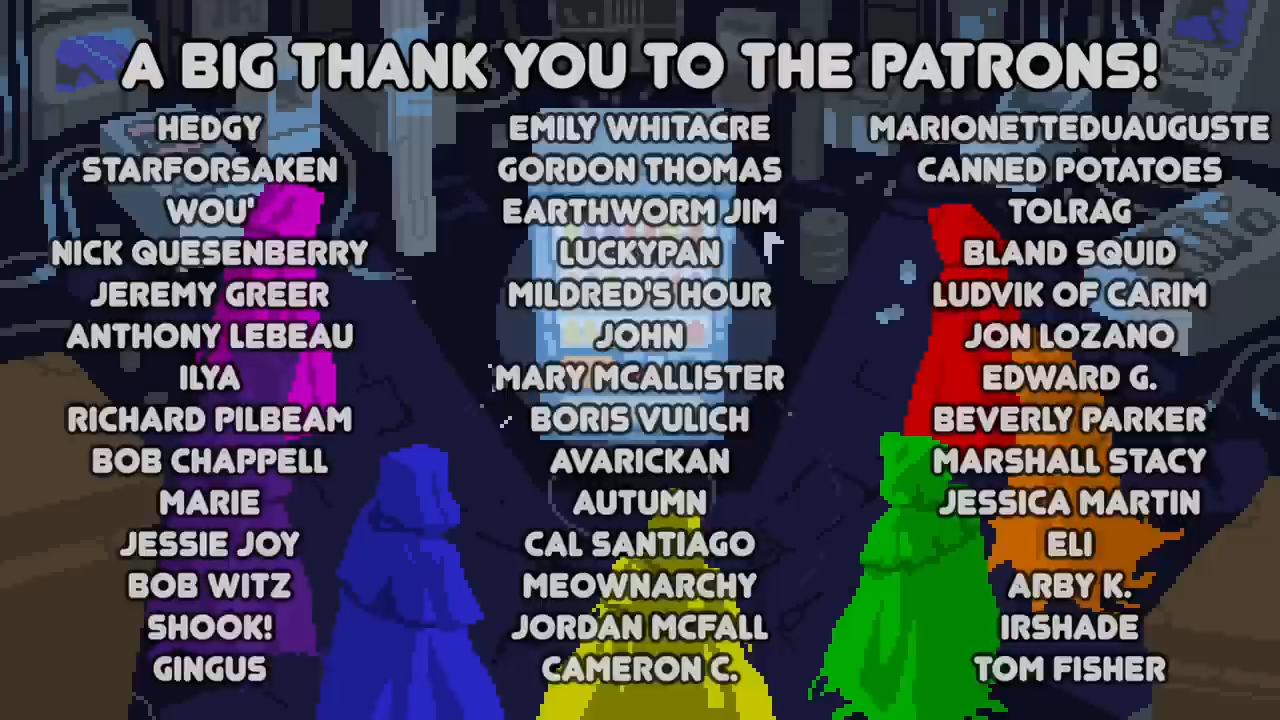 A BIG THANK YOU TO THE PATRONS!
HEDGY
STARFORSAKEN
WOU'
NICK QUESENBERRY
JEREMY GREER
ANTHONY LEBEAU
ILYA
RICHARD PILBEAM
BOB CHAPPELL
MARIE
JESSIE JOY
BOB WITZ
SHOOK!
GINGUS
EMILY WHITACRE
GORDON THOMAS
EARTHWORM JIM
LUCKYPAN
MILDRED'S HOUR
JOHN
MARY MCALLISTER
BORIS VULICH
AVARICKAN
AUTUMN
CAL SANTIAGO
MEOWNARCHY
JORDAN MCFALL
CAMERON C.
MARIONETTEDUAUGUSTE
CANNED POTATOES
TOLRAG
BLAND SQUID
LUDVIK OF CARIM
JON LOZANO
EDWARD G.
BEVERLY PARKER
MARSHALL STACY
JESSICA MARTIN
ELI
ARBY K.
IRSHADE
TOM FISHER